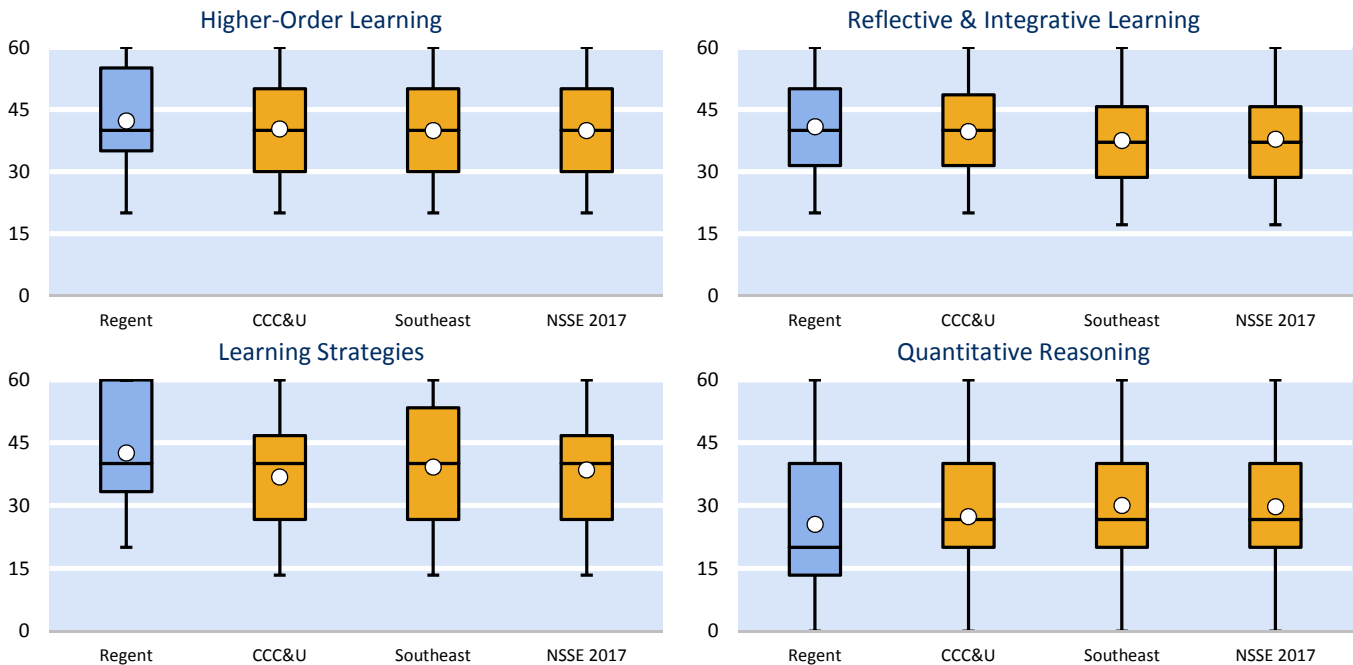 Higher-Order Learning
60
45
30
15
0
Regent CCC&U Southeast NSSE 2017
Reflective & Integrative Learning
60
45
30
15
0
Regent CCC&U Southeast NSSE 2017
Learning Strategies
60
45
30
15
0
Regent CCC&U Southeast NSSE 2017
Quantitative Reasoning
60
45
30
15
0
Regent CCC&U Southeast NSSE 2017